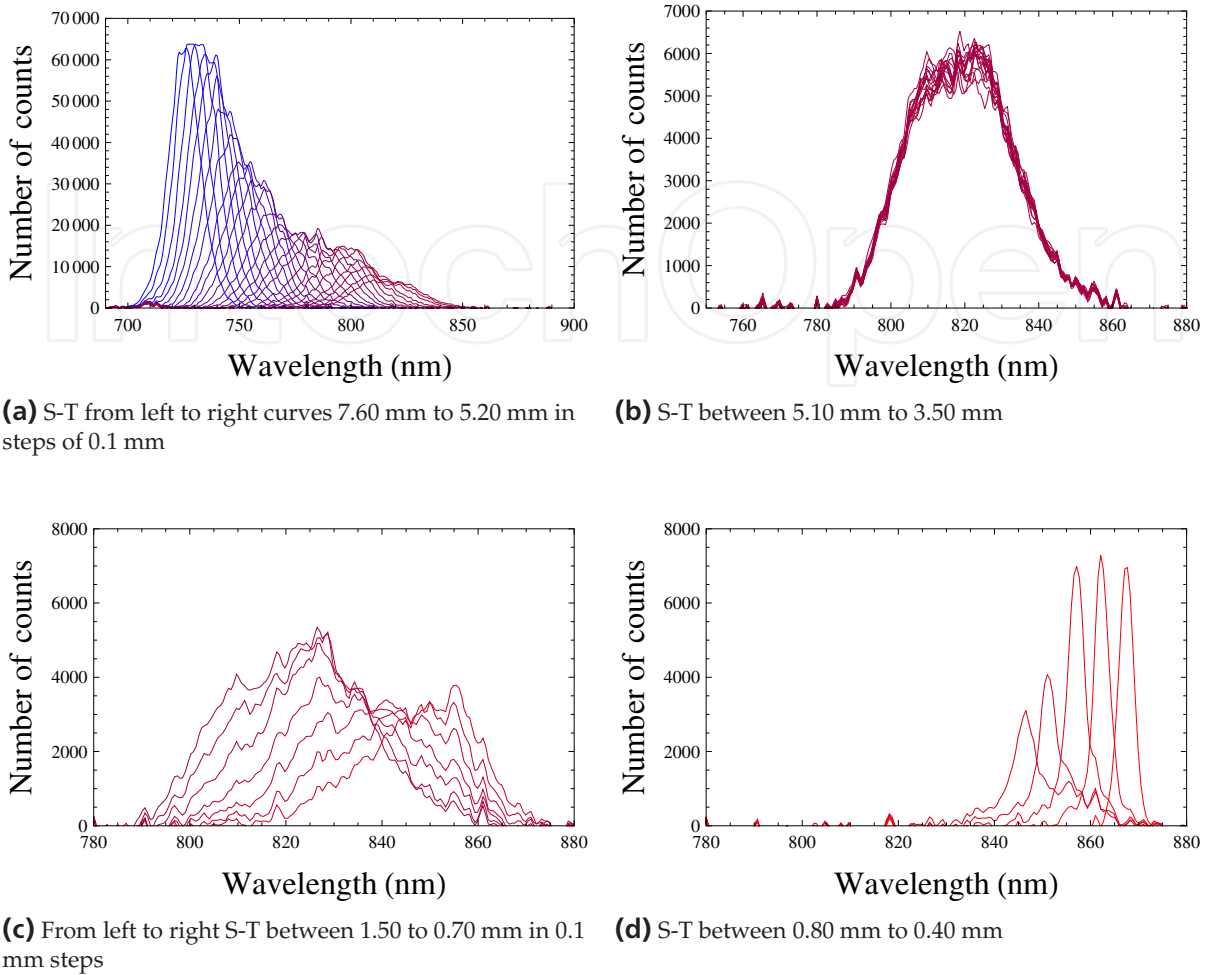 70 000
60 000
50 000
40 000
30 000
20 000
10 000
0
Number of counts
700 750 800 850 900
Wavelength (nm)
(a) S-T from left to right curves 7.60 mm to 5.20 mm in
steps of 0.1 mm
7000
6000
5000
4000
3000
2000
1000
0
Number of counts
760 780 800 820 840 860 880
Wavelength (nm)
(b) S-T between 5.10 mm to 3.50 mm
8000
6000
4000
2000
0
Number of counts
780 800 820 840 860 880
Wavelength (nm)
(c) From left to right S-T between 1.50 to 0.70 mm in 0.1
mm steps
8000
6000
4000
2000
0
Number of counts
780 800 820 840 860 880
Wavelength (nm)
(d) S-T between 0.80 mm to 0.40 mm
IntechOpen